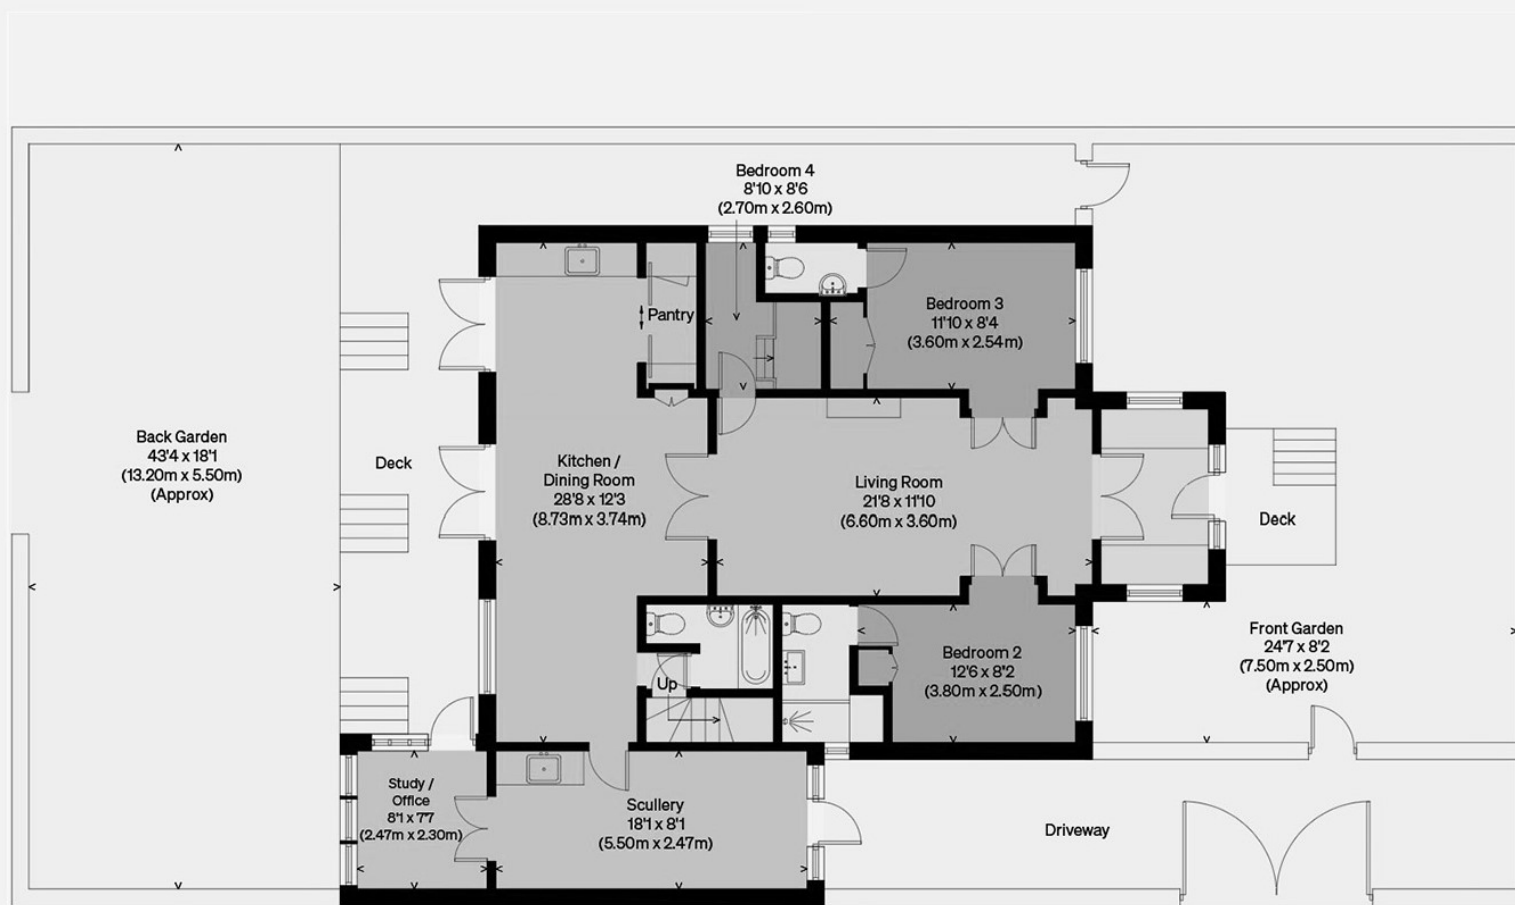 Bedroom 4
8'10 x 8'6
(2.70m x 2.60m)
Pantry
Bedroom 3
11'10 x 8'4
(3.60m x 2.54m)
Back Garden
43'4 x 18'1
(13.20m x 5.50m)
(Approx)
Deck
Kitchen /
Dining Room
28'8 x 12'3
(8.73m x 3.74m)
Living Room
21'8 x 11'10
(6.60m x 3.60m)
Deck
Up
Bedroom 2
12'6 x 8'2
(3.80m x 2.50m)
Front Garden
24'7 x 8'2
(7.50m x 2.50m)
(Approx)
Study /
Office
8'1 x 7'7
(2.47m x 2.30m)
Scullery
18'1 x 8'1
(5.50m x 2.47m)
Driveway